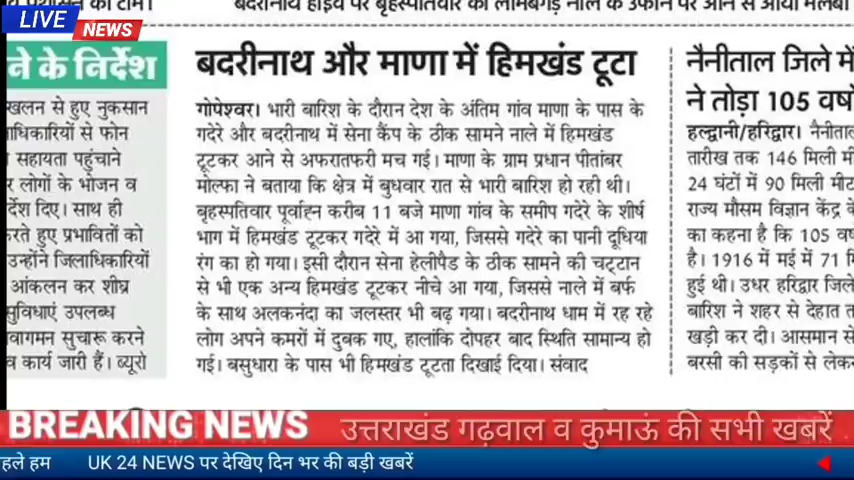 LIVE
NEWS
बदरीनाथ हाईवे पर बृहस्पतिवार को लामबगड़ नाले के उफान पर आने से आया मलबा
ने के निर्देश
खलन से हुए नुकसान
लाधिकारियों से फोन
सहायता पहुंचाने
र लोगों के भोजन व
र्देश दिए। साथ ही
रते हुए प्रभावितों को
उन्होंने जिलाधिकारियों
आंकलन कर शीघ्र
सुविधाएं उपलब्ध
वागमन सुचारू करने
व कार्य जारी हैं। ब्यूरो
बदरीनाथ और माणा में हिमखंड टूटा
गोपेश्वर। भारी बारिश के दौरान देश के अंतिम गांव माणा के पास के
गदेरे और बदरीनाथ में सेना कैंप के ठीक सामने नाले में हिमखंड
टूटकर आने से अफरातफरी मच गई। माणा के ग्राम प्रधान पीतांबर
मोल्फा ने बताया कि क्षेत्र में बुधवार रात से भारी बारिश हो रही थी।
बृहस्पतिवार पूर्वाह्न करीब 11 बजे माणा गांव के समीप गदेरे के शीर्ष
भाग में हिमखंड टूटकर गदेरे में आ गया, जिससे गदेरे का पानी दूधिया
रंग का हो गया। इसी दौरान सेना हेलीपैड के ठीक सामने की चट्टान
से भी एक अन्य हिमखंड टूटकर नीचे आ गया, जिससे नाले में बर्फ
के साथ अलकनंदा का जलस्तर भी बढ़ गया। बदरीनाथ धाम में रह रहे
लोग अपने कमरों में दुबक गए, हालांकि दोपहर बाद स्थिति सामान्य हो
गई। बसुधारा के पास भी हिमखंड टूटता दिखाई दिया। संवाद
नैनीताल जिले में
ने तोड़ा 105 वर्षो
हल्द्वानी/हरिद्वार। नैनीता
तारीख तक 146 मिली मी
24 घंटों में 90 मिली मीट
राज्य मौसम विज्ञान केंद्र के
का कहना है कि 105 वर्ष
है। 1916 में मई में 71 मि
हुई थी। उधर हरिद्वार जिले
बारिश ने शहर से देहात त
खड़ी कर दी। आसमान से
बरसी की सड़कों से लेकर
BREAKING NEWS
उत्तराखंड गढ़वाल व कुमाऊं की सभी खबरें
हले हम UK 24 NEWS पर देखिए दिन भर की बड़ी खबरें